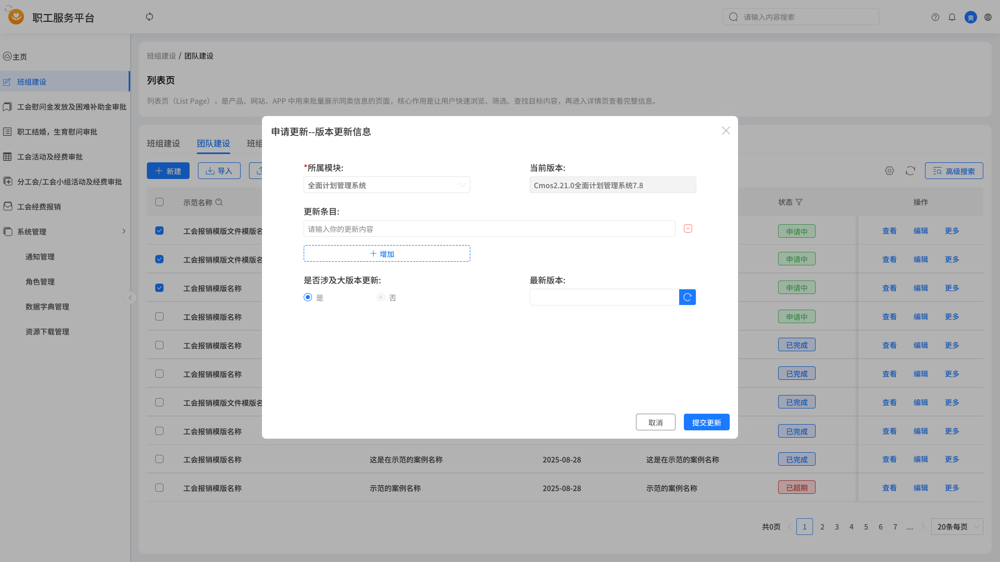 职工服务平台
请输入内容搜索
黄
主页
班组建设
工会慰问金发放及困难补助金审批
职工结婚，生育慰问审批
工会活动及经费审批
分工会/工会小组活动及经费审批
工会经费报销
系统管理
通知管理
角色管理
数据字典管理
资源下载管理
班组建设 / 团队建设
列表页
列表页（List Page），是产品、网站、APP 中用来批量展示同类信息的页面，核心作用是让用户快速浏览、筛选、查找目标内容，再进入详情页查看完整信息。
班组建设 团队建设 班组
新建 导入 高级搜索
示范名称 状态 操作
工会报销模版文件模版名 申请中 查看 编辑 更多
工会报销模版文件模版名 申请中 查看 编辑 更多
工会报销模版名称 申请中 查看 编辑 更多
工会报销模版名称 申请中 查看 编辑 更多
工会报销模版名称 已完成 查看 编辑 更多
工会报销模版名称 已完成 查看 编辑 更多
工会报销模版文件模版名 已完成 查看 编辑 更多
工会报销模版名称 已完成 查看 编辑 更多
工会报销模版名称 这是在示范的案例名称 2025-08-28 这是在示范的案例名称 已完成 查看 编辑 更多
工会报销模版名称 示范的案例名称 2025-08-28 示范的案例名称 已超期 查看 编辑 更多
共0页 1 2 3 4 5 6 7 ... 20条每页
申请更新--版本更新信息
*所属模块: 当前版本:
全面计划管理系统 Cmos2.21.0全面计划管理系统7.8
更新条目:
请输入你的更新内容
增加
是否涉及大版本更新: 最新版本:
是 否
取消 提交更新